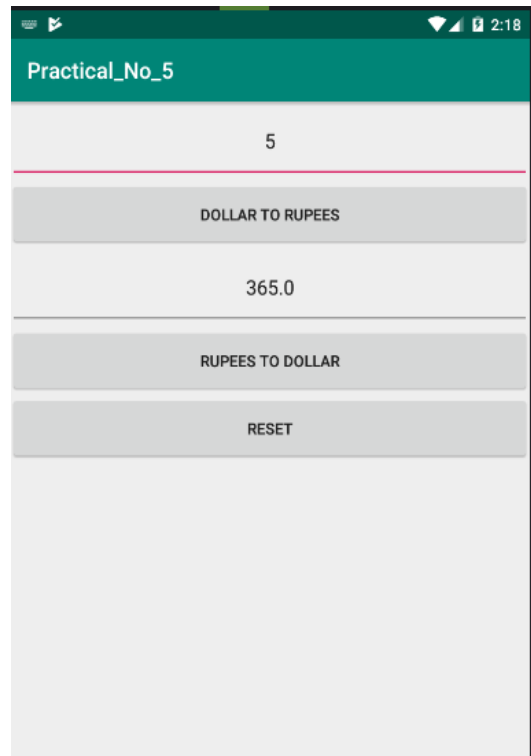 2:18
Practical_No_5
5
DOLLAR TO RUPEES
365.0
RUPEES TO DOLLAR
RESET